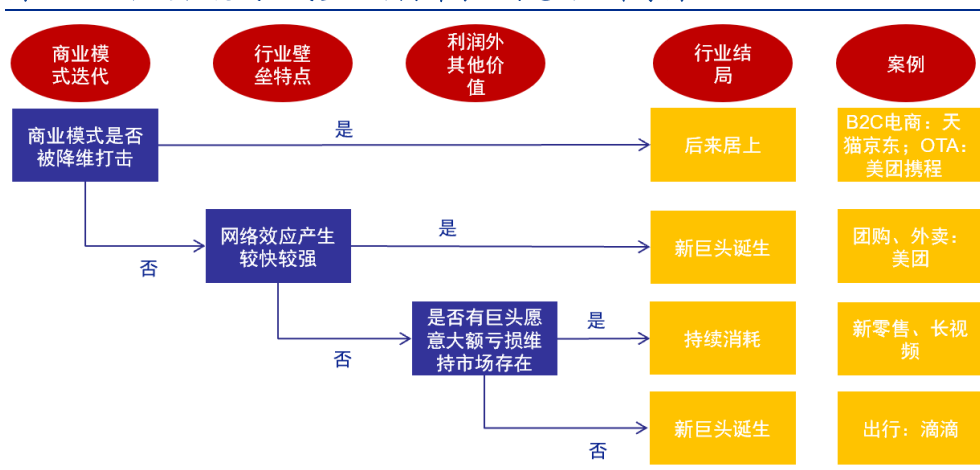 商业模
式迭代
行业壁
垒特点
利润外
其他价
值
行业结
局
案例
商业模式是否
被降维打击
是
后来居上
B2C电商：天
猫京东；OTA：
美团携程
否
网络效应产生
较快较强
是
新巨头诞生
团购、外卖：
美团
否
是否有巨头愿
意大额亏损维
持市场存在
是
持续消耗
新零售、长视
频
否
新巨头诞生
出行：滴滴